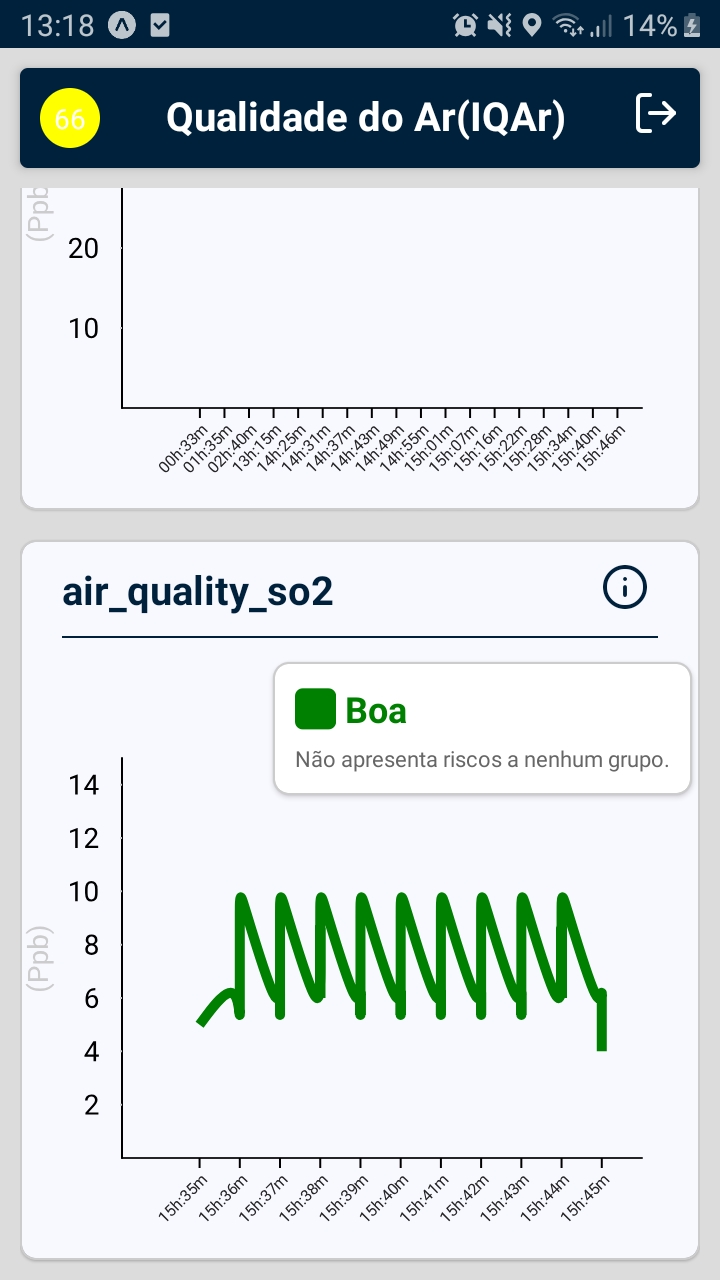 13:18
14%
66
Qualidade do Ar(IQAr)
(Ppb
20
10
00h:33m
01h:35m
02h:40m
13h:15m
14h:25m
14h:31m
14h:37m
14h:43m
14h:49m
14h:55m
15h:01m
15h:07m
15h:16m
15h:22m
15h:28m
15h:34m
15h:40m
15h:46m
air_quality_so2
Boa
Não apresenta riscos a nenhum grupo.
14
12
10
8
6
4
2
(Ppb)
15h:35m
15h:36m
15h:37m
15h:38m
15h:39m
15h:40m
15h:41m
15h:42m
15h:43m
15h:44m
15h:45m